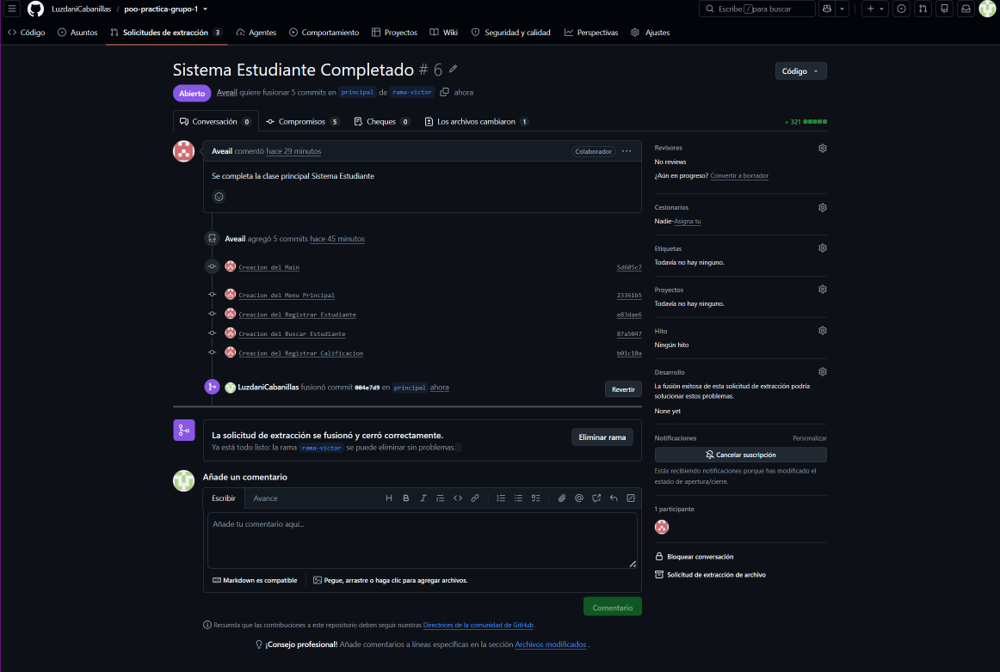 LuzdaniCabanillas / poo-practica-grupo-1
Escribe / para buscar
Código
Asuntos
Solicitudes de extracción 3
Agentes
Comportamiento
Proyectos
Wiki
Seguridad y calidad
Perspectivas
Ajustes
Sistema Estudiante Completado # 6
Código
Abierto
Aveail quiere fusionar 5 commits en principal de rama-victor ahora
Conversación 0
Compromisos 5
Cheques 0
Los archivos cambiaron 1
+ 321
Aveail comentó hace 29 minutos
Colaborador
Se completa la clase principal Sistema Estudiante
Aveail agregó 5 commits hace 45 minutos
Creacion del Main 5d605c7
Creacion del Menu Principal 23361b5
Creacion del Registrar Estudiante e83dae6
Creacion del Buscar Estudiante 87a5047
Creacion del Registrar Calificacion b01c10a
LuzdaniCabanillas fusionó commit 004e7d9 en principal ahora
Revertir
La solicitud de extracción se fusionó y cerró correctamente.
Ya está todo listo: la rama rama-victor se puede eliminar sin problemas.
Eliminar rama
Añade un comentario
Escribir
Avance
H B I
Añade tu comentario aquí...
Markdown es compatible
Pegue, arrastre o haga clic para agregar archivos.
Comentario
Recuerda que las contribuciones a este repositorio deben seguir nuestras Directrices de la comunidad de GitHub .
¡Consejo profesional! Añade comentarios a líneas específicas en la sección Archivos modificados .
Revisores
No reviews
¿Aún en progreso? Convertir a borrador
Cesionarios
Nadie-Asigna tu
Etiquetas
Todavía no hay ninguno.
Proyectos
Todavía no hay ninguno.
Hito
Ningún hito
Desarrollo
La fusión exitosa de esta solicitud de extracción podría
solucionar estos problemas.
None yet
Notificaciones
Personalizar
Cancelar suscripción
Estás recibiendo notificaciones porque has modificado el
estado de apertura/cierre.
1 participante
Bloquear conversación
Solicitud de extracción de archivo